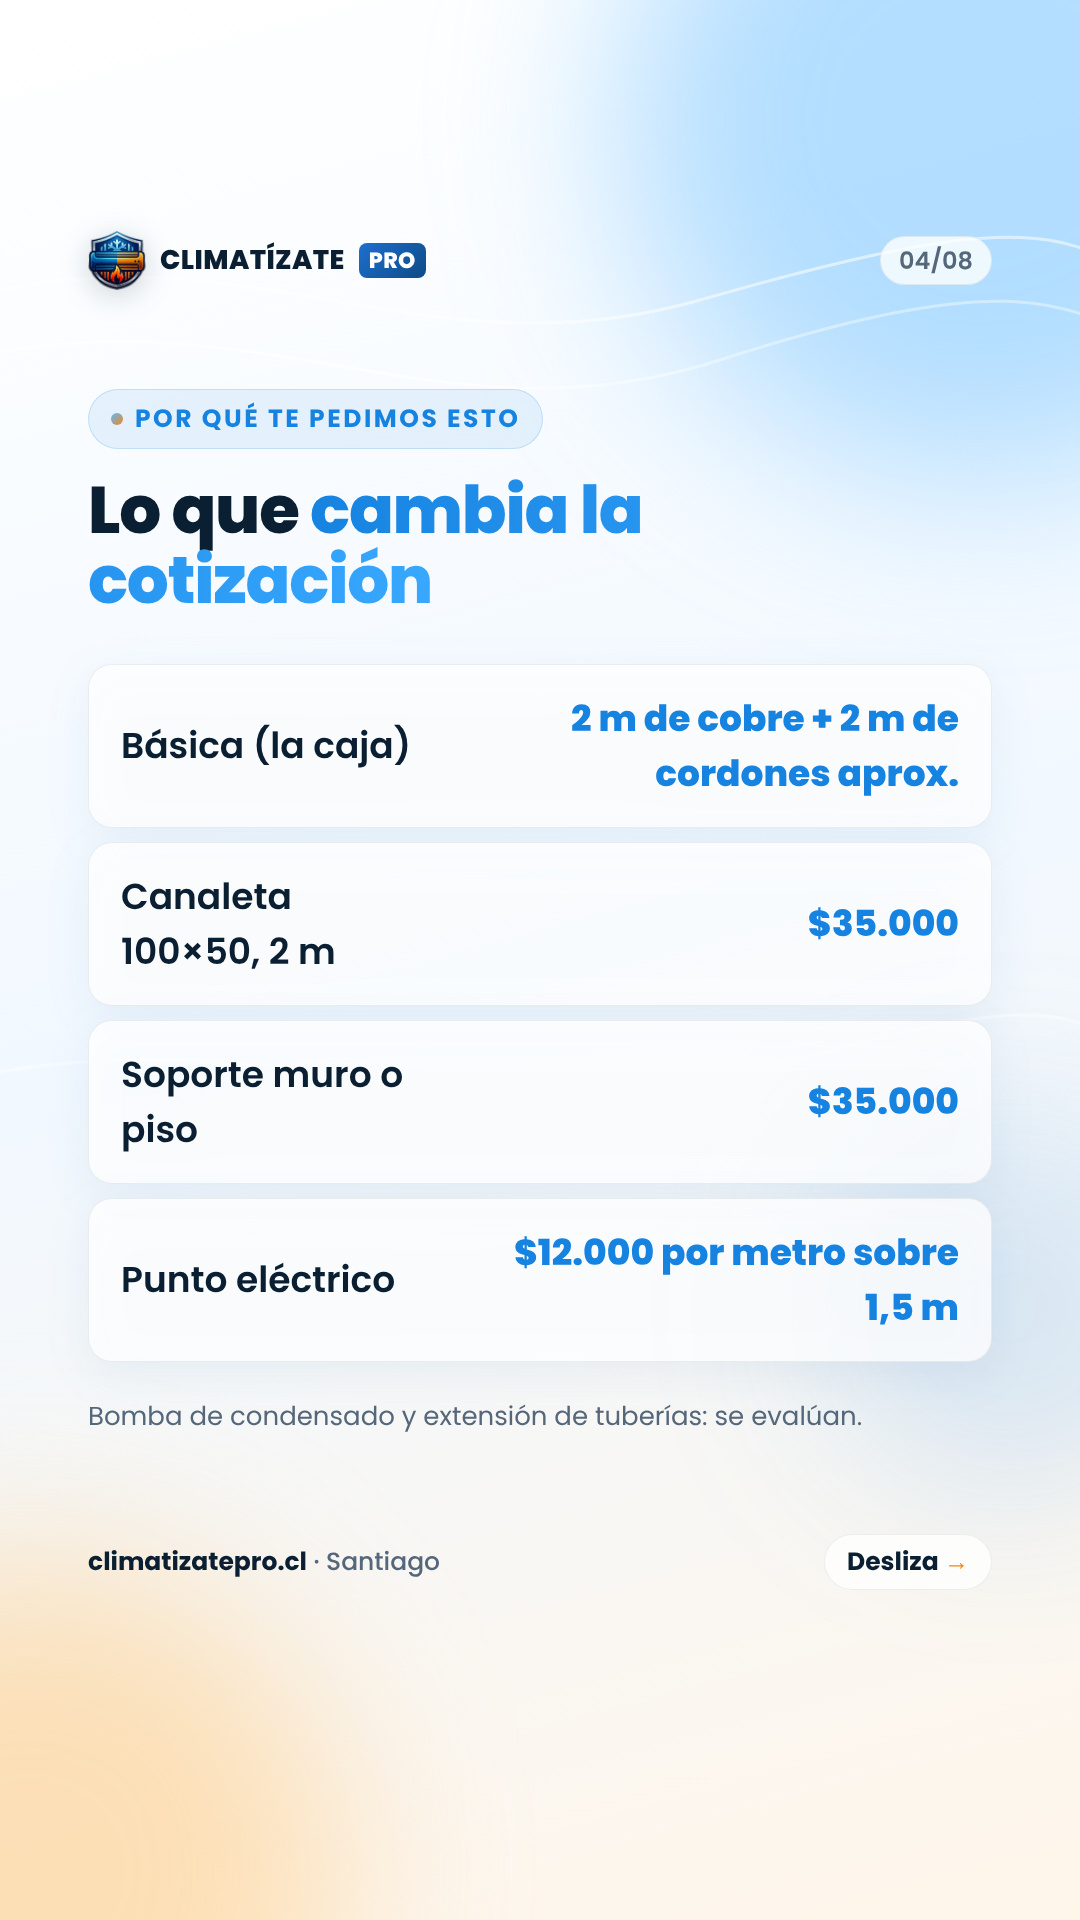 CLIMATÍZATE PRO
04/08
POR QUÉ TE PEDIMOS ESTO
Lo que cambia la
cotización
Básica (la caja)
2 m de cobre + 2 m de
cordones aprox.
Canaleta
100×50, 2 m
$35.000
Soporte muro o
piso
$35.000
Punto eléctrico
$12.000 por metro sobre
1,5 m
Bomba de condensado y extensión de tuberías: se evalúan.
climatizatepro.cl · Santiago
Desliza →